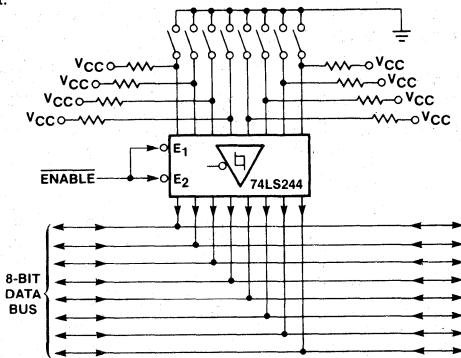 VCC VCC
VCC VCC
VCC VCC
VCC VCC
E1
ENABLE
E2 74LS244
8-BIT
DATA
BUS